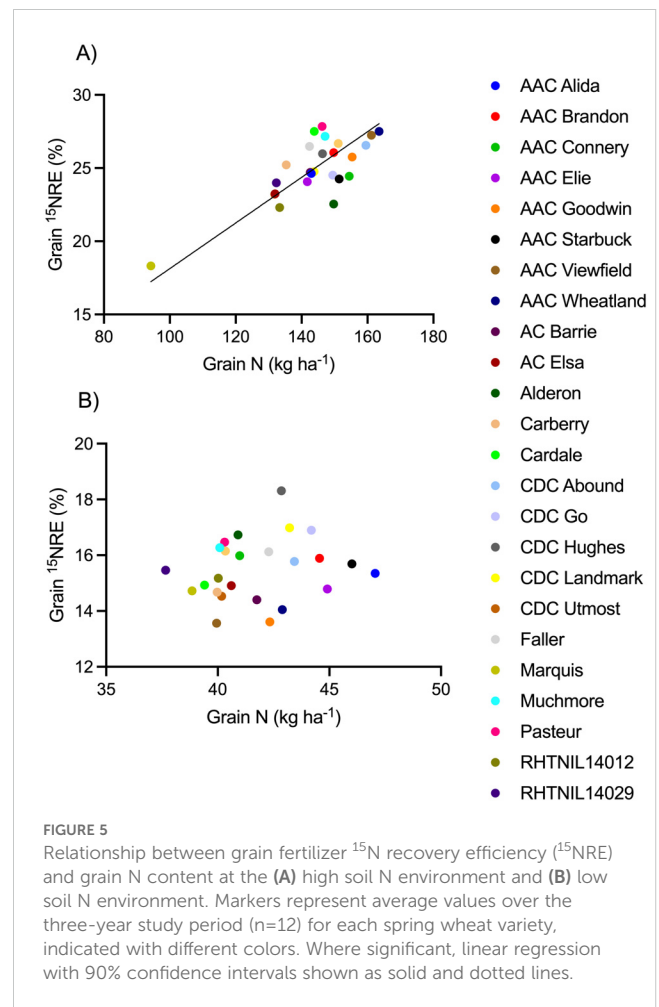 A)
30
25
20
15
Grain ¹⁵NRE (%)
80 100 120 140 160 180
Grain N (kg ha⁻¹)
B)
20
18
16
14
12
Grain ¹⁵NRE (%)
35 40 45 50
Grain N (kg ha⁻¹)
AAC Alida
AAC Brandon
AAC Connery
AAC Elie
AAC Goodwin
AAC Starbuck
AAC Viewfield
AAC Wheatland
AC Barrie
AC Elsa
Alderon
Carberry
Cardale
CDC Abound
CDC Go
CDC Hughes
CDC Landmark
CDC Utmost
Faller
Marquis
Muchmore
Pasteur
RHTNIL14012
RHTNIL14029
FIGURE 5
Relationship between grain fertilizer ¹⁵N recovery efficiency (¹⁵NRE)
and grain N content at the (A) high soil N environment and (B) low
soil N environment. Markers represent average values over the
three-year study period (n=12) for each spring wheat variety,
indicated with different colors. Where significant, linear regression
with 90% confidence intervals shown as solid and dotted lines.